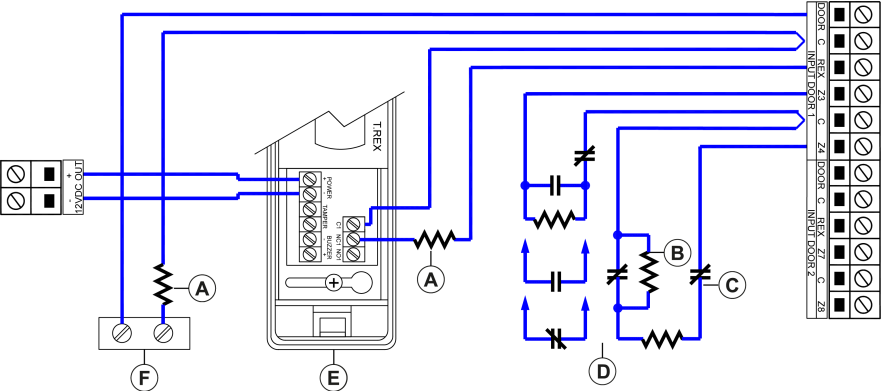 DOOR
C
REX
Z3
C
Z4
INPUT DOOR 1
DOOR
C
REX
Z7
C
Z8
INPUT DOOR 2
T.REX
12VDC OUT
+
-
+
-
POWER
TAMPER
-
BUZZER
+
C1
NC1
NO1
A
A
B
C
D
E
F